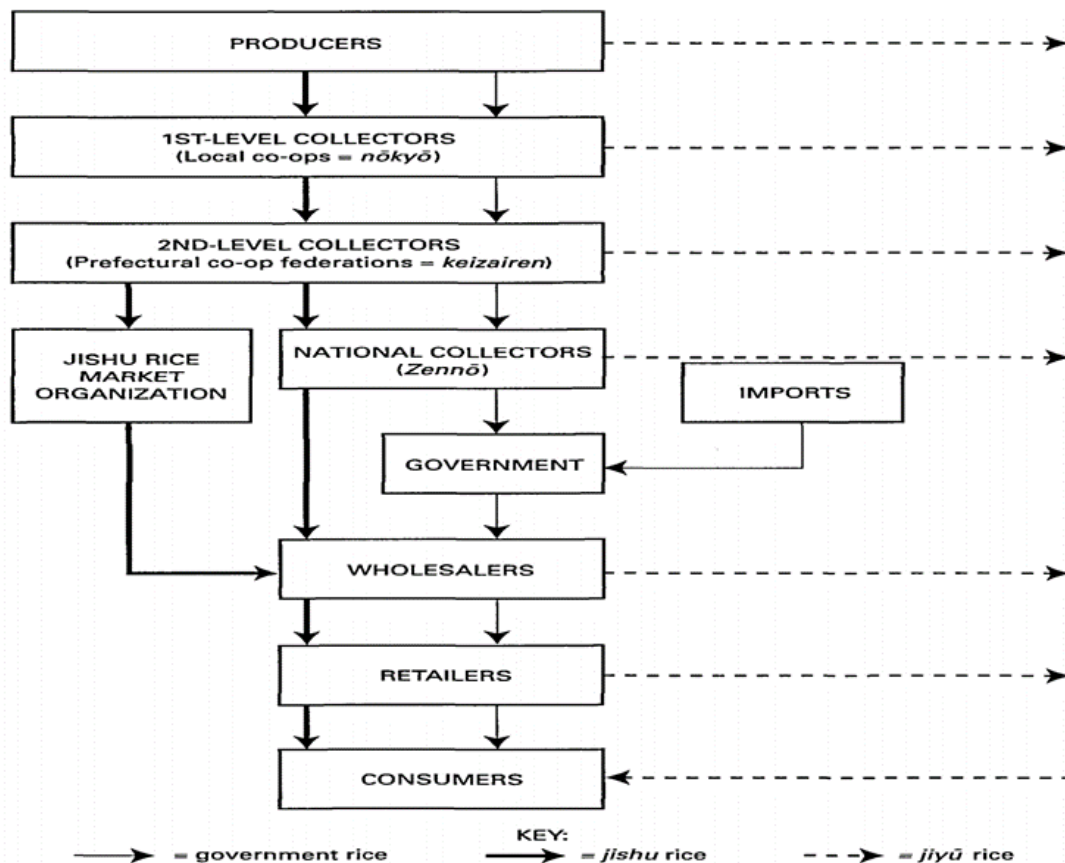 PRODUCERS
1ST-LEVEL COLLECTORS
(Local co-ops = nōkyō)
2ND-LEVEL COLLECTORS
(Prefectural co-op federations = keizairen)
JISHU RICE
MARKET
ORGANIZATION
NATIONAL COLLECTORS
(Zennō)
IMPORTS
GOVERNMENT
WHOLESALERS
RETAILERS
CONSUMERS
KEY:
= government rice
= jishu rice
= jiyū rice